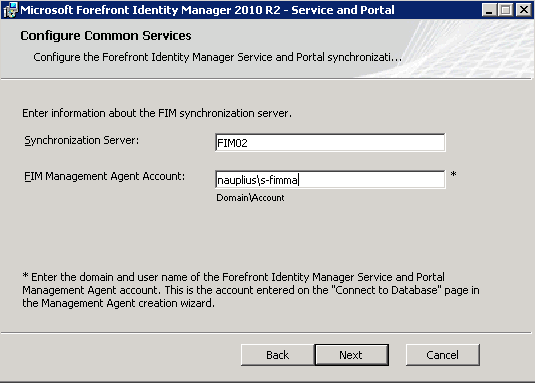 Microsoft Forefront Identity Manager 2010 R2 - Service and Portal
Configure Common Services
Configure the Forefront Identity Manager Service and Portal synchronizati...
Enter information about the FIM synchronization server.
Synchronization Server:
FIM02
FIM Management Agent Account:
nauplius\s-fimma
*
Domain\Account
* Enter the domain and user name of the Forefront Identity Manager Service and Portal
Management Agent account. This is the account entered on the "Connect to Database" page in
the Management Agent creation wizard.
Back
Next
Cancel